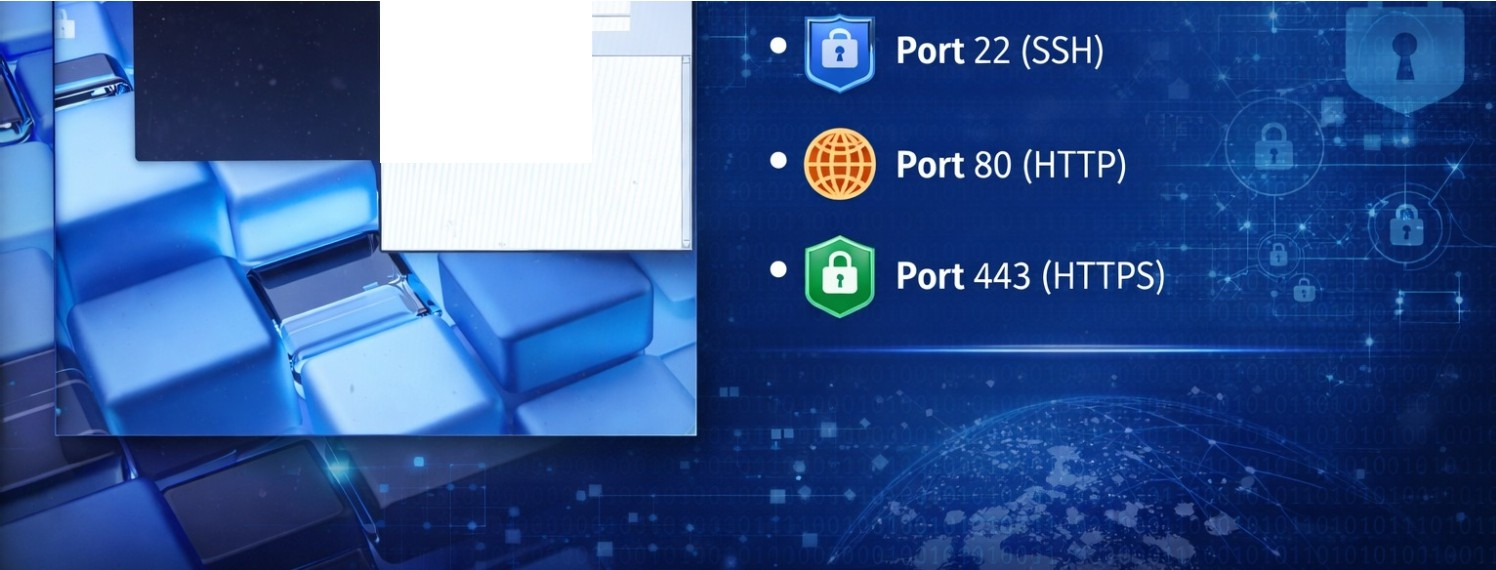 Port 22 (SSH)
Port 80 (HTTP)
Port 443 (HTTPS)